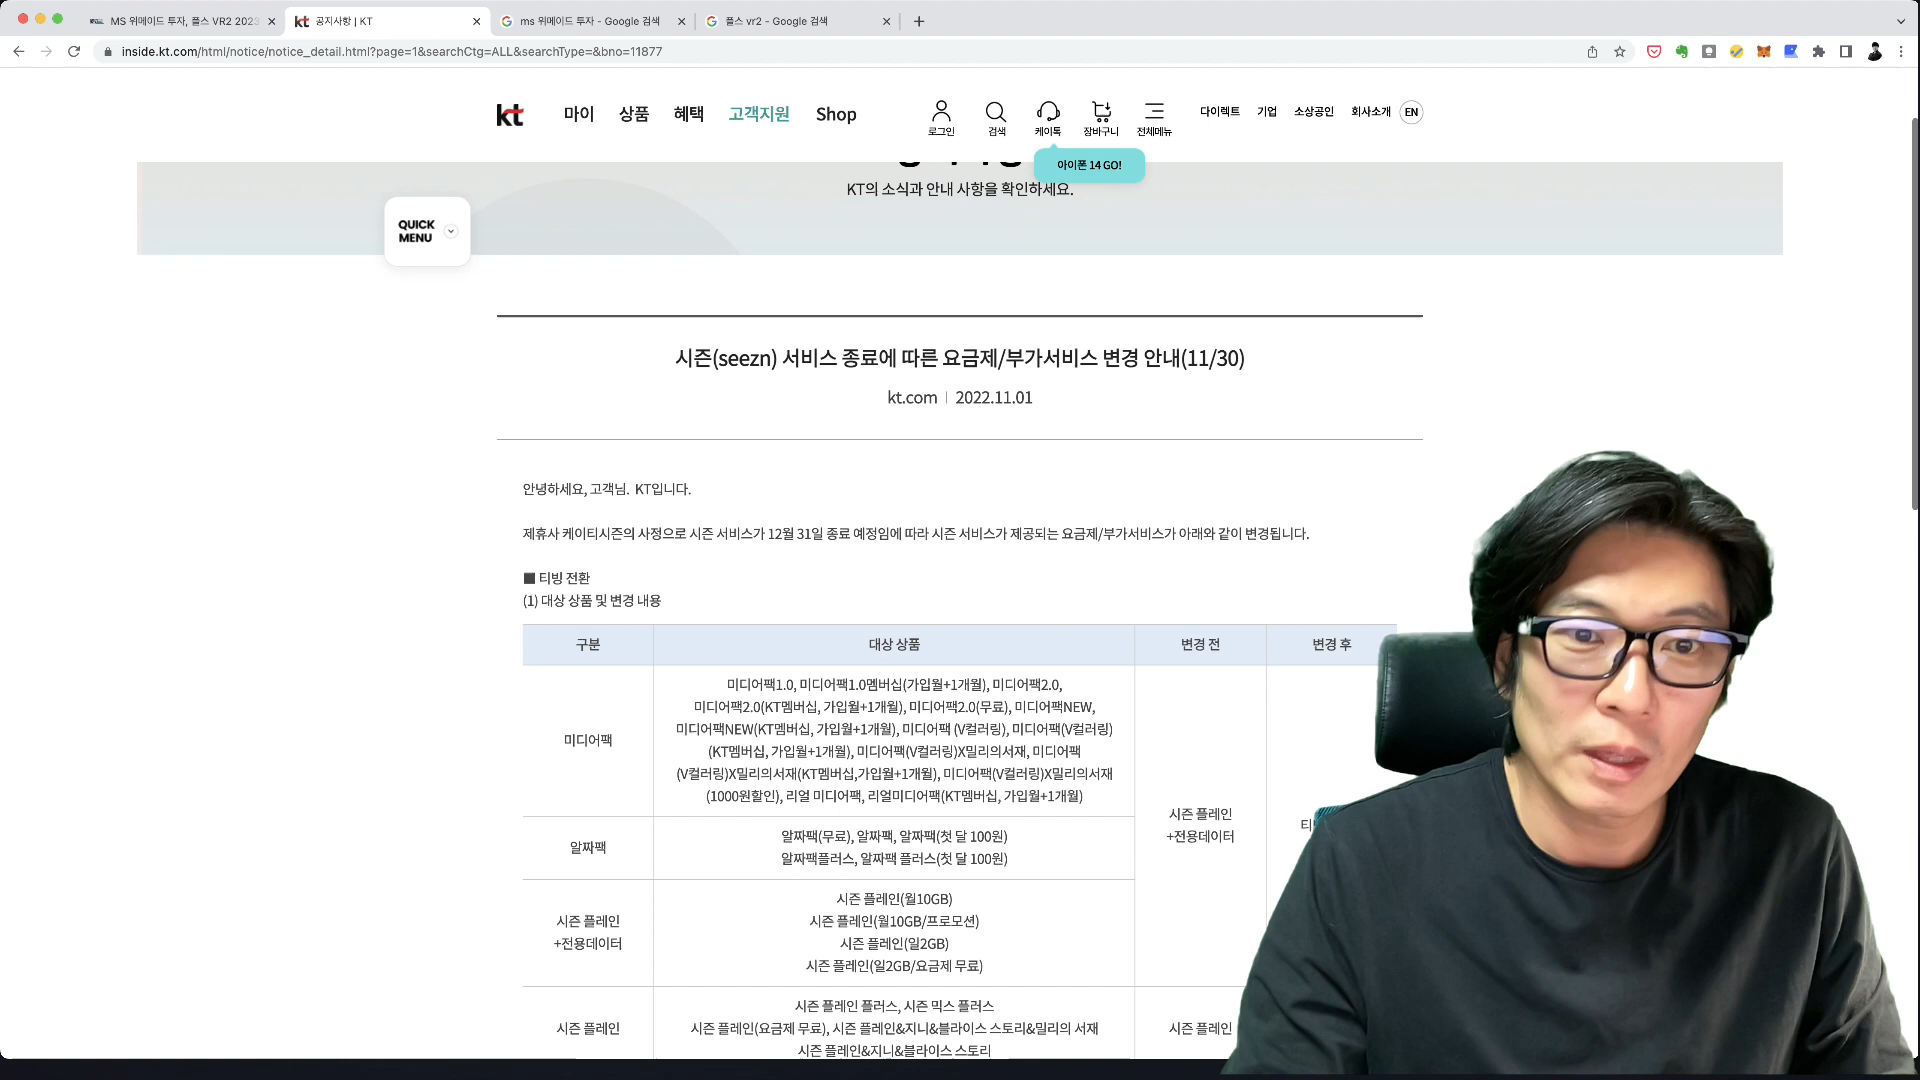 MS 위메이드 투자, 플스 VR2 2023
kt 공지사항 | KT
ms 위메이드 투자 - Google 검색
플스 vr2 - Google 검색
inside.kt.com/html/notice/notice_detail.html?page=1&searchCtg=ALL&searchType=&bno=11877
kt 마이 상품 혜택 고객지원 Shop
로그인 검색 케이톡 장바구니 전체메뉴
다이렉트 기업 소상공인 회사소개 EN
아이폰 14 GO!
KT의 소식과 안내 사항을 확인하세요.
QUICK
MENU
시즌(seezn) 서비스 종료에 따른 요금제/부가서비스 변경 안내(11/30)
kt.com | 2022.11.01
안녕하세요, 고객님. KT입니다.
제휴사 케이티시즌의 사정으로 시즌 서비스가 12월 31일 종료 예정임에 따라 시즌 서비스가 제공되는 요금제/부가서비스가 아래와 같이 변경됩니다.
■ 티빙 전환
(1) 대상 상품 및 변경 내용
구분 대상 상품 변경 전 변경 후
미디어팩
미디어팩1.0, 미디어팩1.0멤버십(가입월+1개월), 미디어팩2.0,
미디어팩2.0(KT멤버십, 가입월+1개월), 미디어팩2.0(무료), 미디어팩NEW,
미디어팩NEW(KT멤버십, 가입월+1개월), 미디어팩 (V컬러링), 미디어팩(V컬러링)
(KT멤버십, 가입월+1개월), 미디어팩(V컬러링)X밀리의서재, 미디어팩
(V컬러링)X밀리의서재(KT멤버십,가입월+1개월), 미디어팩(V컬러링)X밀리의서재
(1000원할인), 리얼 미디어팩, 리얼미디어팩(KT멤버십, 가입월+1개월)
시즌 플레인
+전용데이터
알짜팩
알짜팩(무료), 알짜팩, 알짜팩(첫 달 100원)
알짜팩플러스, 알짜팩 플러스(첫 달 100원)
시즌 플레인
+전용데이터
시즌 플레인(월10GB)
시즌 플레인(월10GB/프로모션)
시즌 플레인(일2GB)
시즌 플레인(일2GB/요금제 무료)
시즌 플레인
시즌 플레인 플러스, 시즌 믹스 플러스
시즌 플레인(요금제 무료), 시즌 플레인&지니&블라이스 스토리&밀리의 서재
시즌 플레인&지니&블라이스 스토리
시즌 플레인